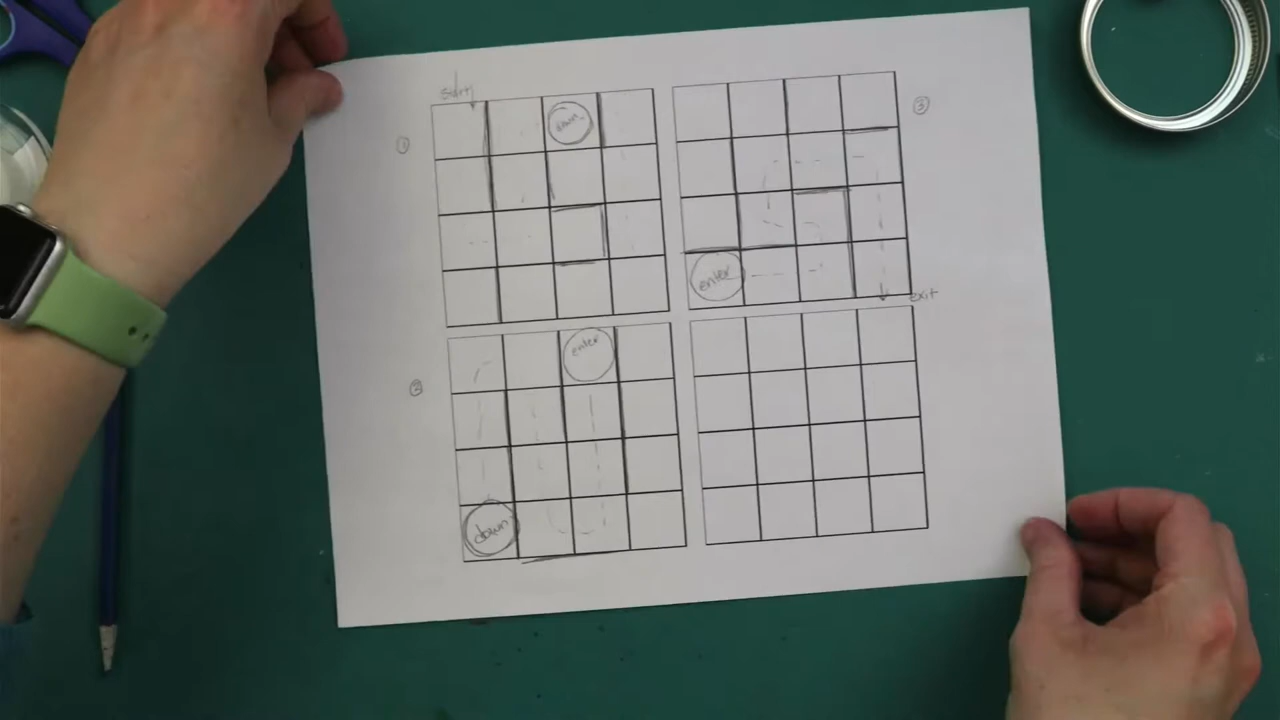 start
①
down
③
enter
exit
②
enter
down